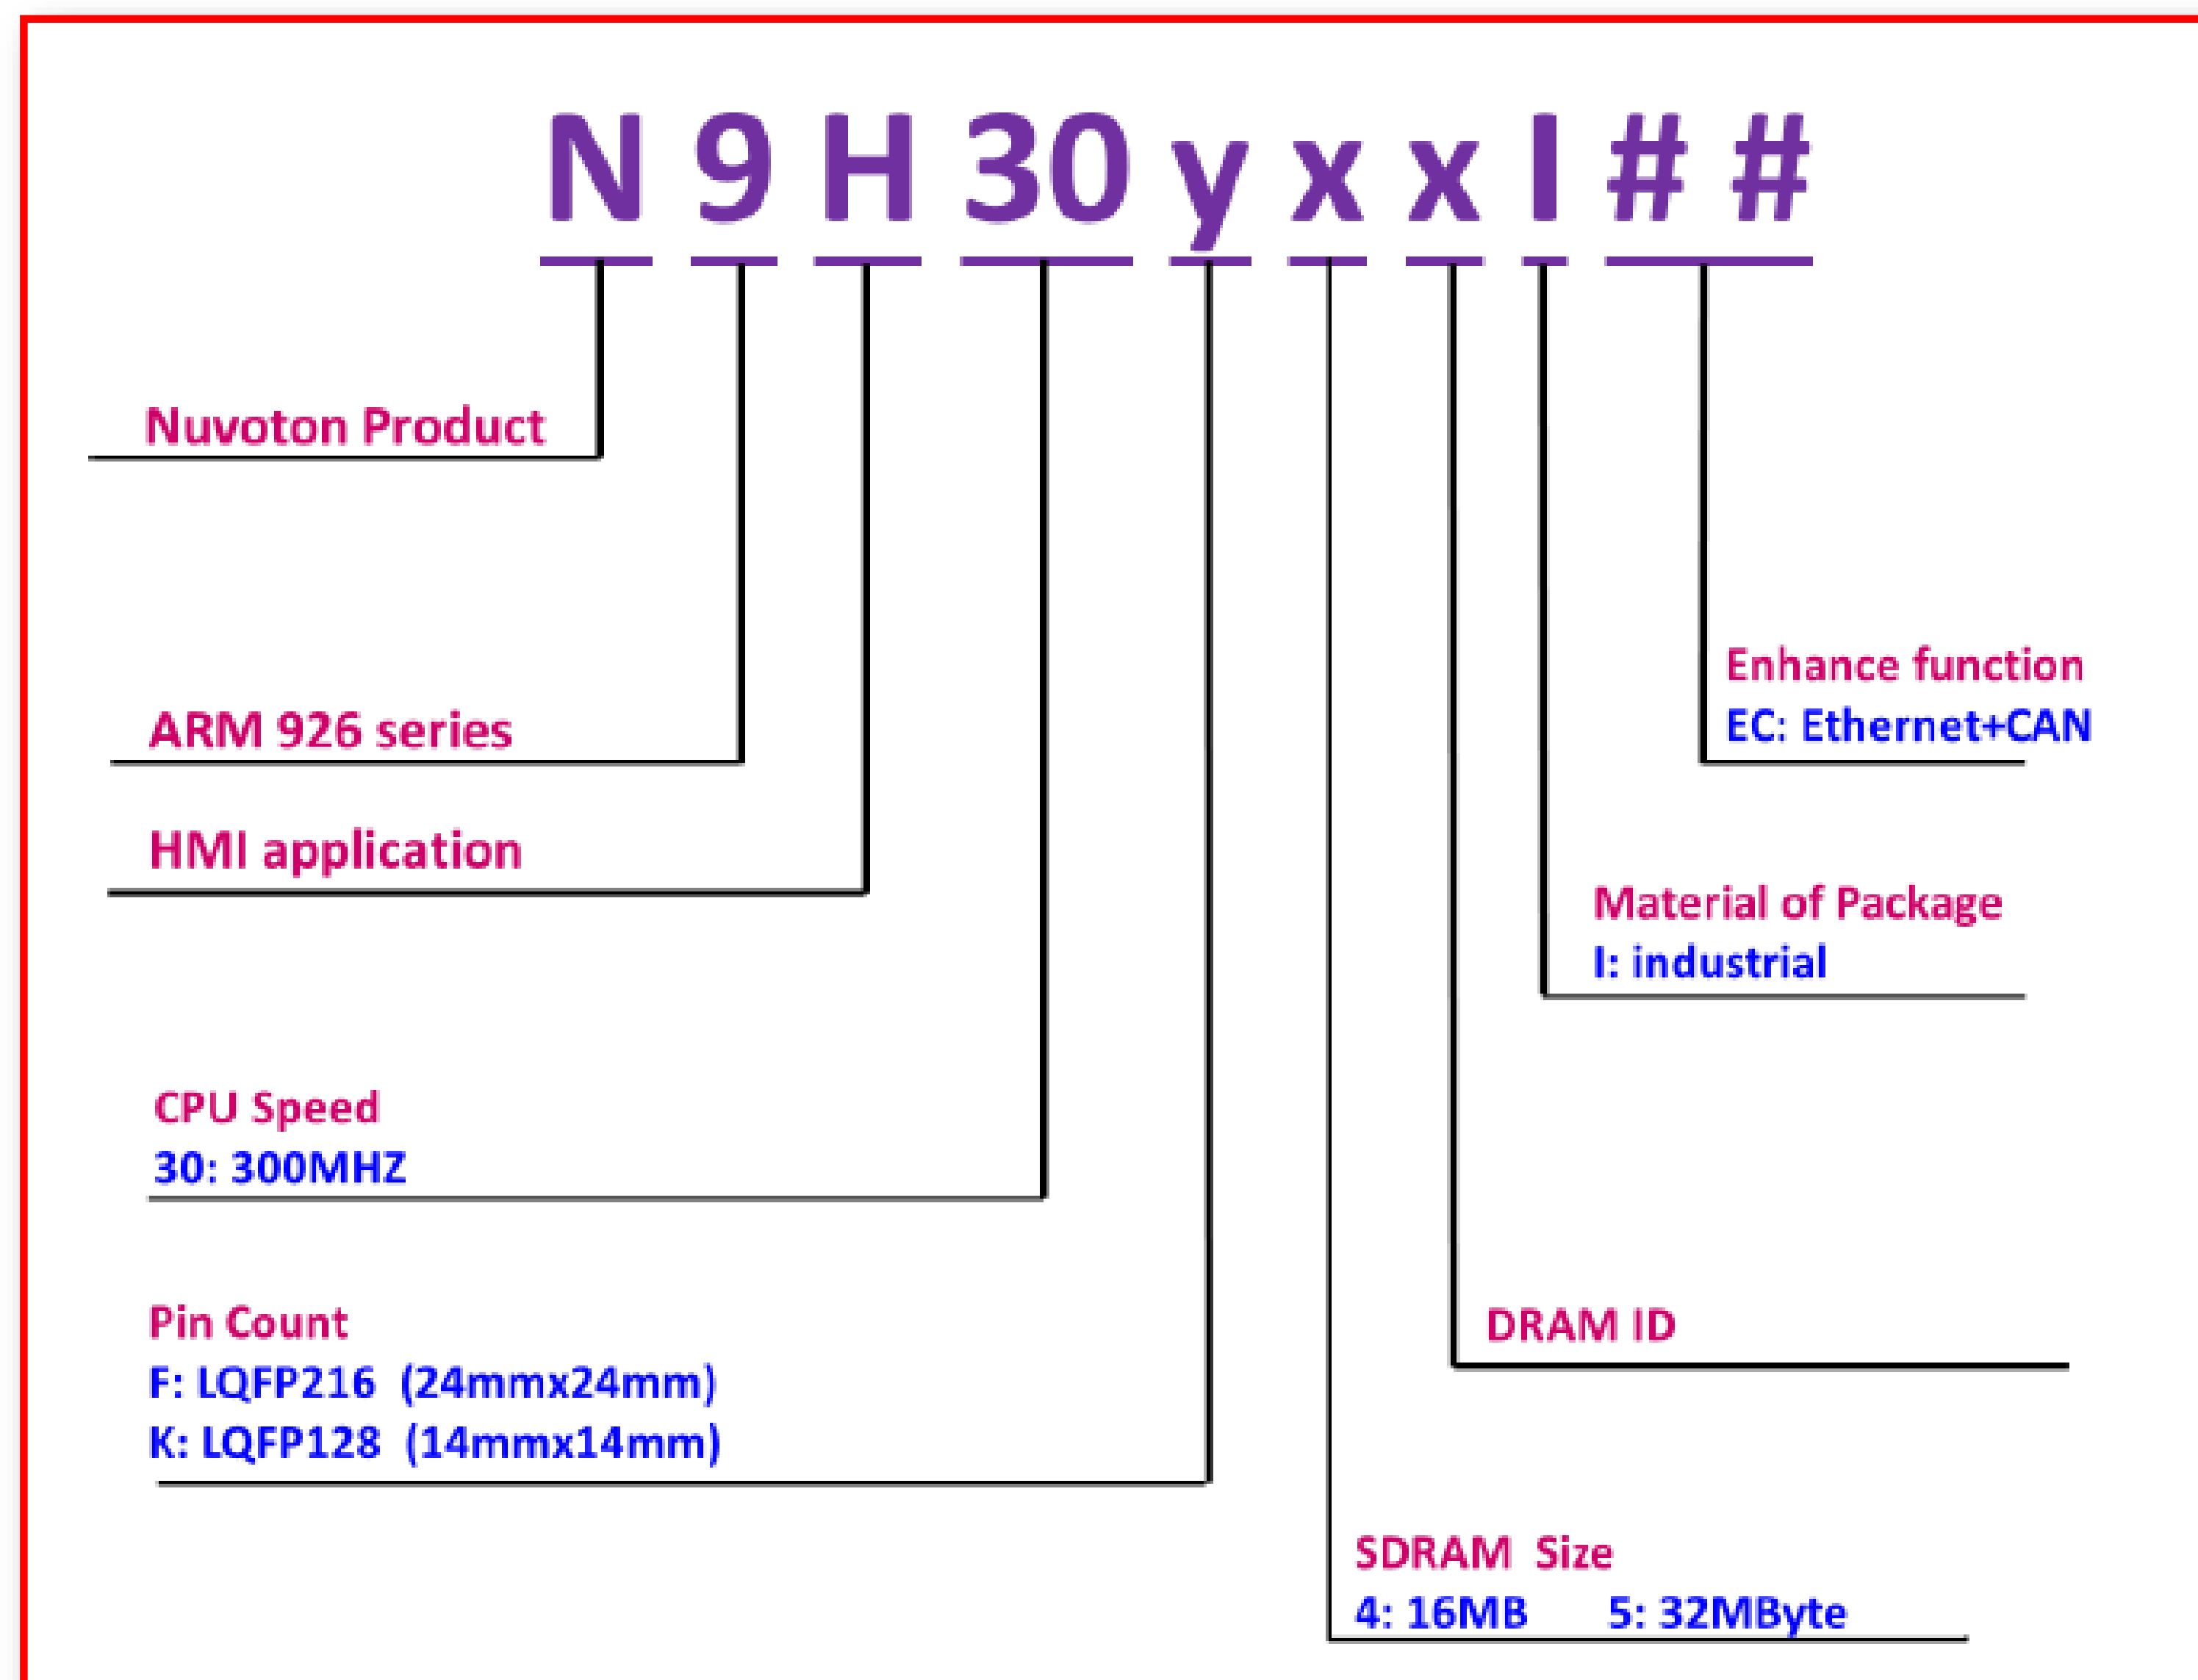 N 9 H 30 y x x I # #
Nuvoton Product
ARM 926 series
HMI application
CPU Speed
30: 300MHZ
Pin Count
F: LQFP216 (24mmx24mm)
K: LQFP128 (14mmx14mm)
Enhance function
EC: Ethernet+CAN
Material of Package
I: industrial
DRAM ID
SDRAM Size
4: 16MB 5: 32MByte